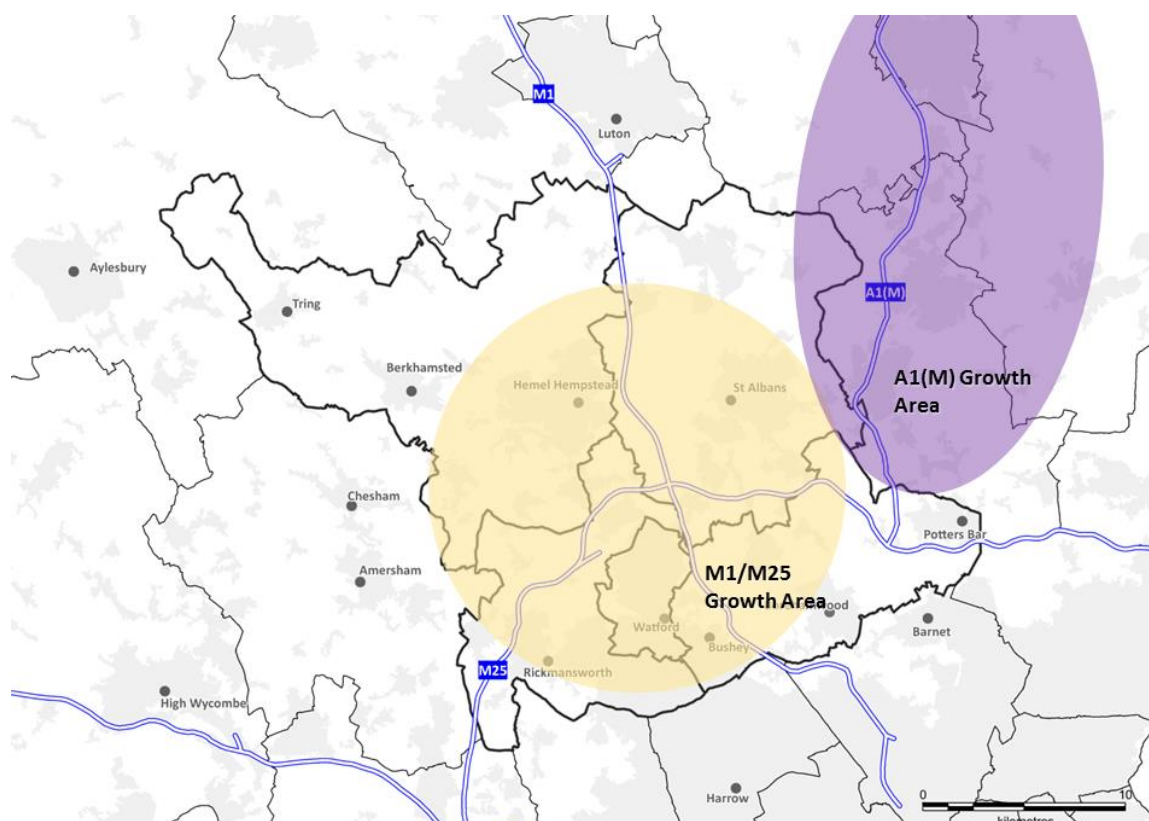 M1
Luton
Aylesbury
Tring
A1(M)
Berkhamsted
Hemel Hempstead
St Albans
A1(M) Growth
Area
Chesham
Potters Bar
Amersham
M1/M25
Growth Area
Watford
Barnet
Bushey
M25
Rickmansworth
High Wycombe
Harrow
0
10
kilometres